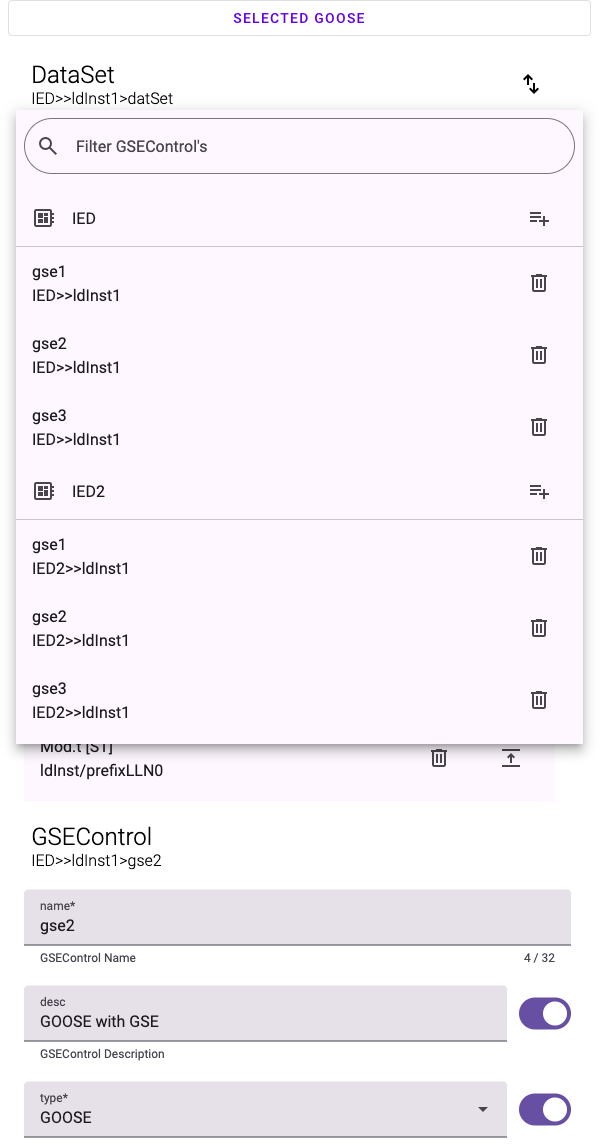 SELECTED GOOSE
DataSet
IED>>ldInst1>datSet
Filter GSEControl's
IED
gse1
IED>>ldInst1
gse2
IED>>ldInst1
gse3
IED>>ldInst1
IED2
gse1
IED2>>ldInst1
gse2
IED2>>ldInst1
gse3
IED2>>ldInst1
Mod.t [ST]
ldInst/prefixLLN0
GSEControl
IED>>ldInst1>gse2
name*
gse2
GSEControl Name 4 / 32
desc
GOOSE with GSE
GSEControl Description
type*
GOOSE